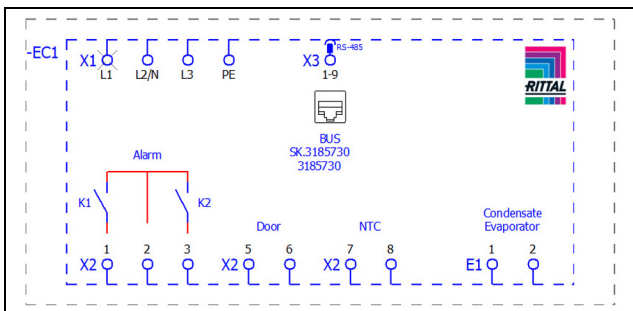 -EC1
X1
L1
L2/N
L3
PE
X3
RS-485
1-9
RITTAL
BUS
SK.3185730
3185730
Alarm
K1
K2
Door
NTC
Condensate
Evaporator
X2
1
2
3
X2
5
6
X2
7
8
E1
1
2